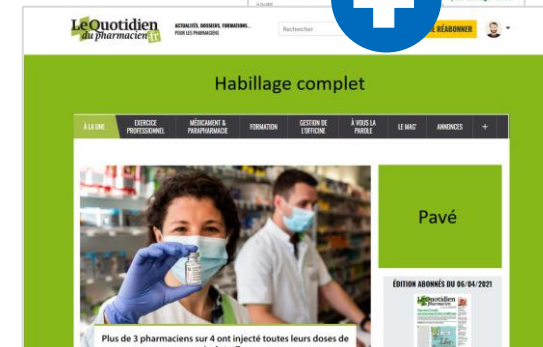 Le Quotidien
du pharmacien.fr
ACTUALITÉS, DOSSIERS, FORMATIONS...
POUR LES PHARMACIENS
Rechercher
RÉABONNER
Habillage complet
À LA UNE
EXERCICE
PROFESSIONNEL
MÉDICAMENT &
PARAPHARMACIE
FORMATION
GESTION DE
L'OFFICINE
À VOUS LA
PAROLE
LE MAG'
ANNONCES
+
Pavé
ÉDITION ABONNÉS DU 06/04/2021
Le Quotidien
du pharmacien
Plus de 3 pharmaciens sur 4 ont injecté toutes leurs doses de